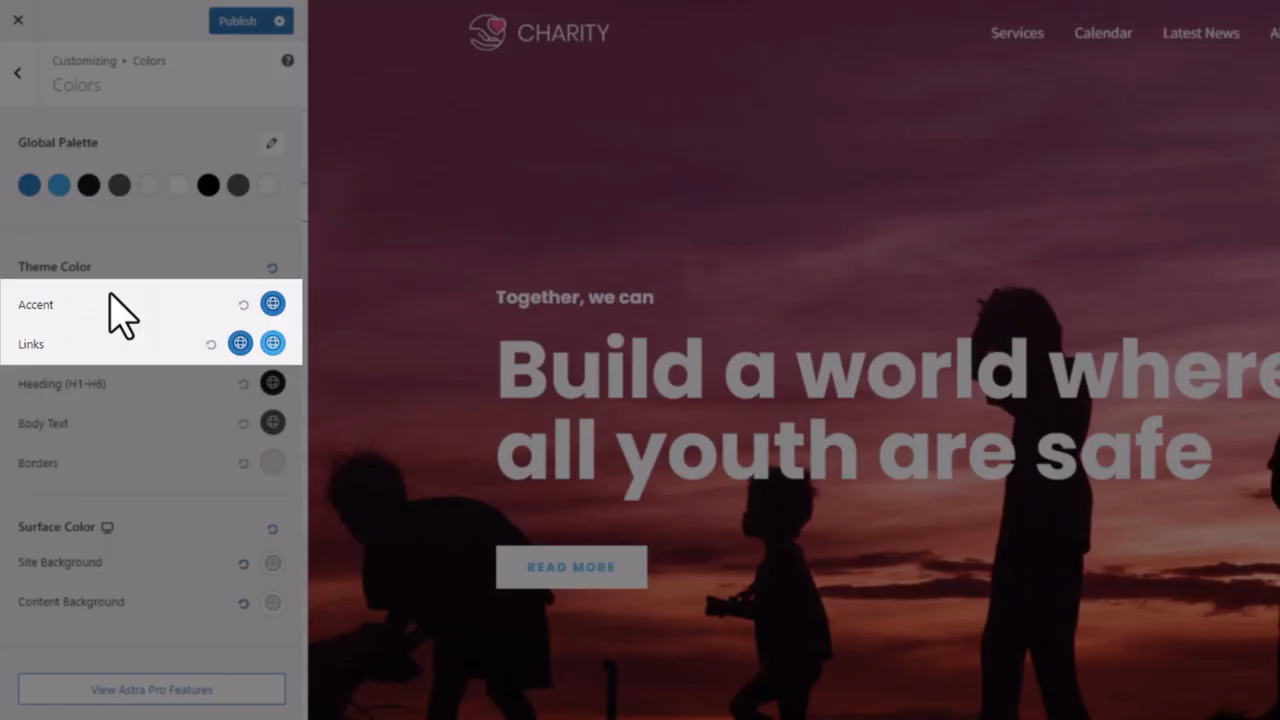 Publish
Customizing • Colors
Colors
Global Palette
Theme Color
Accent
Links
Heading (H1-H6)
Body Text
Borders
Surface Color
Site Background
Content Background
View Astra Pro Features
CHARITY
Services Calendar Latest News
Together, we can
Build a world where
all youth are safe
READ MORE